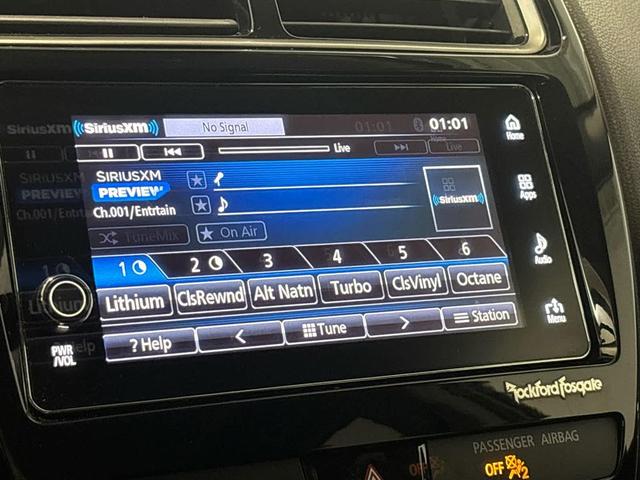 SiriusXM No Signal 01:01
Live Live
SIRIUSXM
PREVIEW
Ch.001/Entrtain
TuneMix On Air
1 2 3 4 5 6
Lithium ClsRewnd Alt Natn Turbo ClsVinyl Octane
? Help < Tune > Station
SiriusXM
Home
Apps
Audio
Menu
PWR
/VOL
Rockford Fosgate
PASSENGER AIRBAG
OFF 2